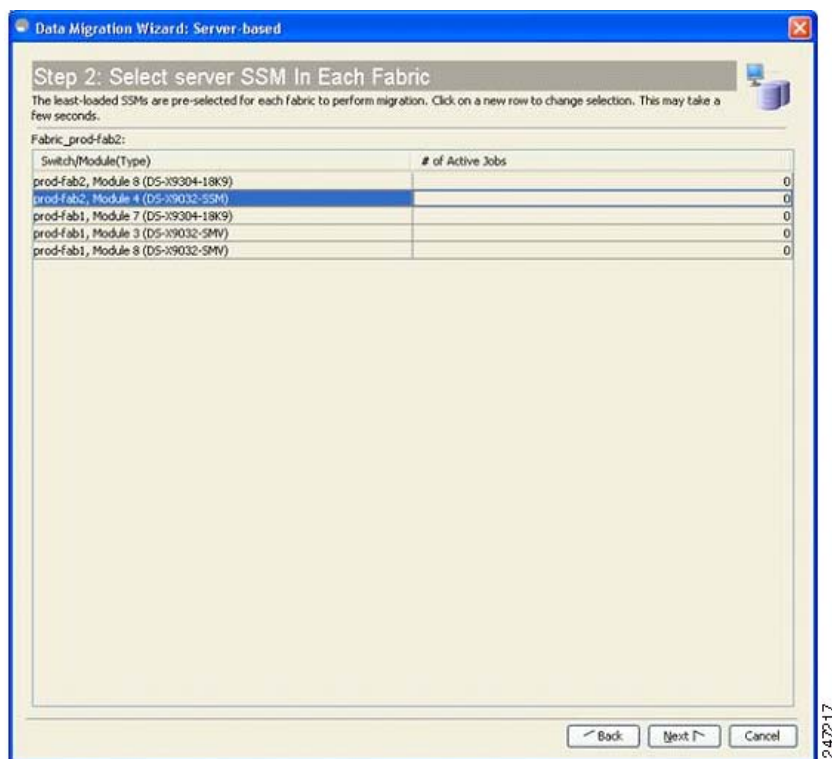 Data Migration Wizard: Server-based
Step 2: Select server SSM In Each Fabric
The least-loaded SSMs are pre-selected for each fabric to perform migration. Click on a new row to change selection. This may take a
few seconds.
Fabric_prod-fab2:
Switch/Module(Type) # of Active Jobs
prod-fab2, Module 8 (DS-X9304-18K9) 0
prod-fab2, Module 4 (DS-X9032-SSM) 0
prod-fab1, Module 7 (DS-X9304-18K9) 0
prod-fab1, Module 3 (DS-X9032-SMV) 0
prod-fab1, Module 8 (DS-X9032-SMV) 0
Back Next Cancel
247217